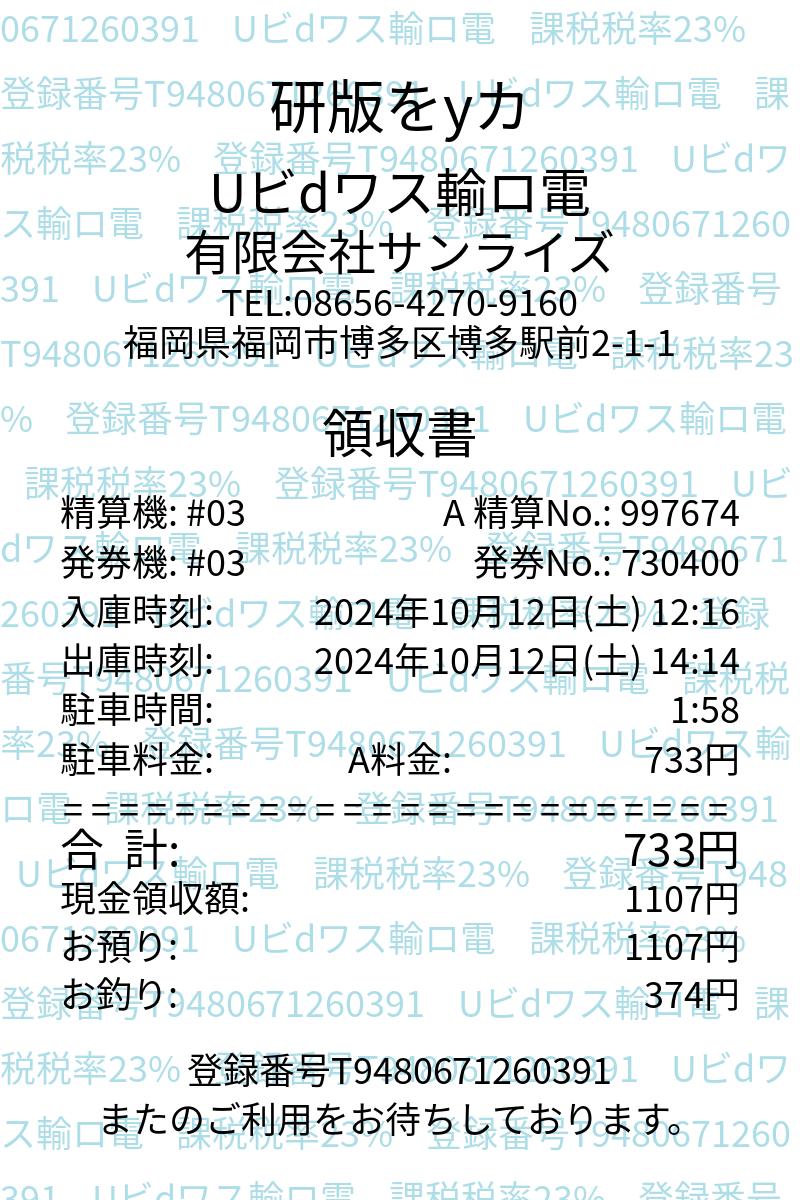 研版をyカ
Uビdワス輸ロ電
有限会社サンライズ
TEL:08656-4270-9160
福岡県福岡市博多区博多駅前2-1-1
領収書
精算機: #03 A 精算No.: 997674
発券機: #03 発券No.: 730400
入庫時刻: 2024年10月12日(土) 12:16
出庫時刻: 2024年10月12日(土) 14:14
駐車時間: 1:58
駐車料金: A料金: 733円
========================
合 計: 733円
現金領収額: 1107円
お預り: 1107円
お釣り: 374円
登録番号T9480671260391
またのご利用をお待ちしております。